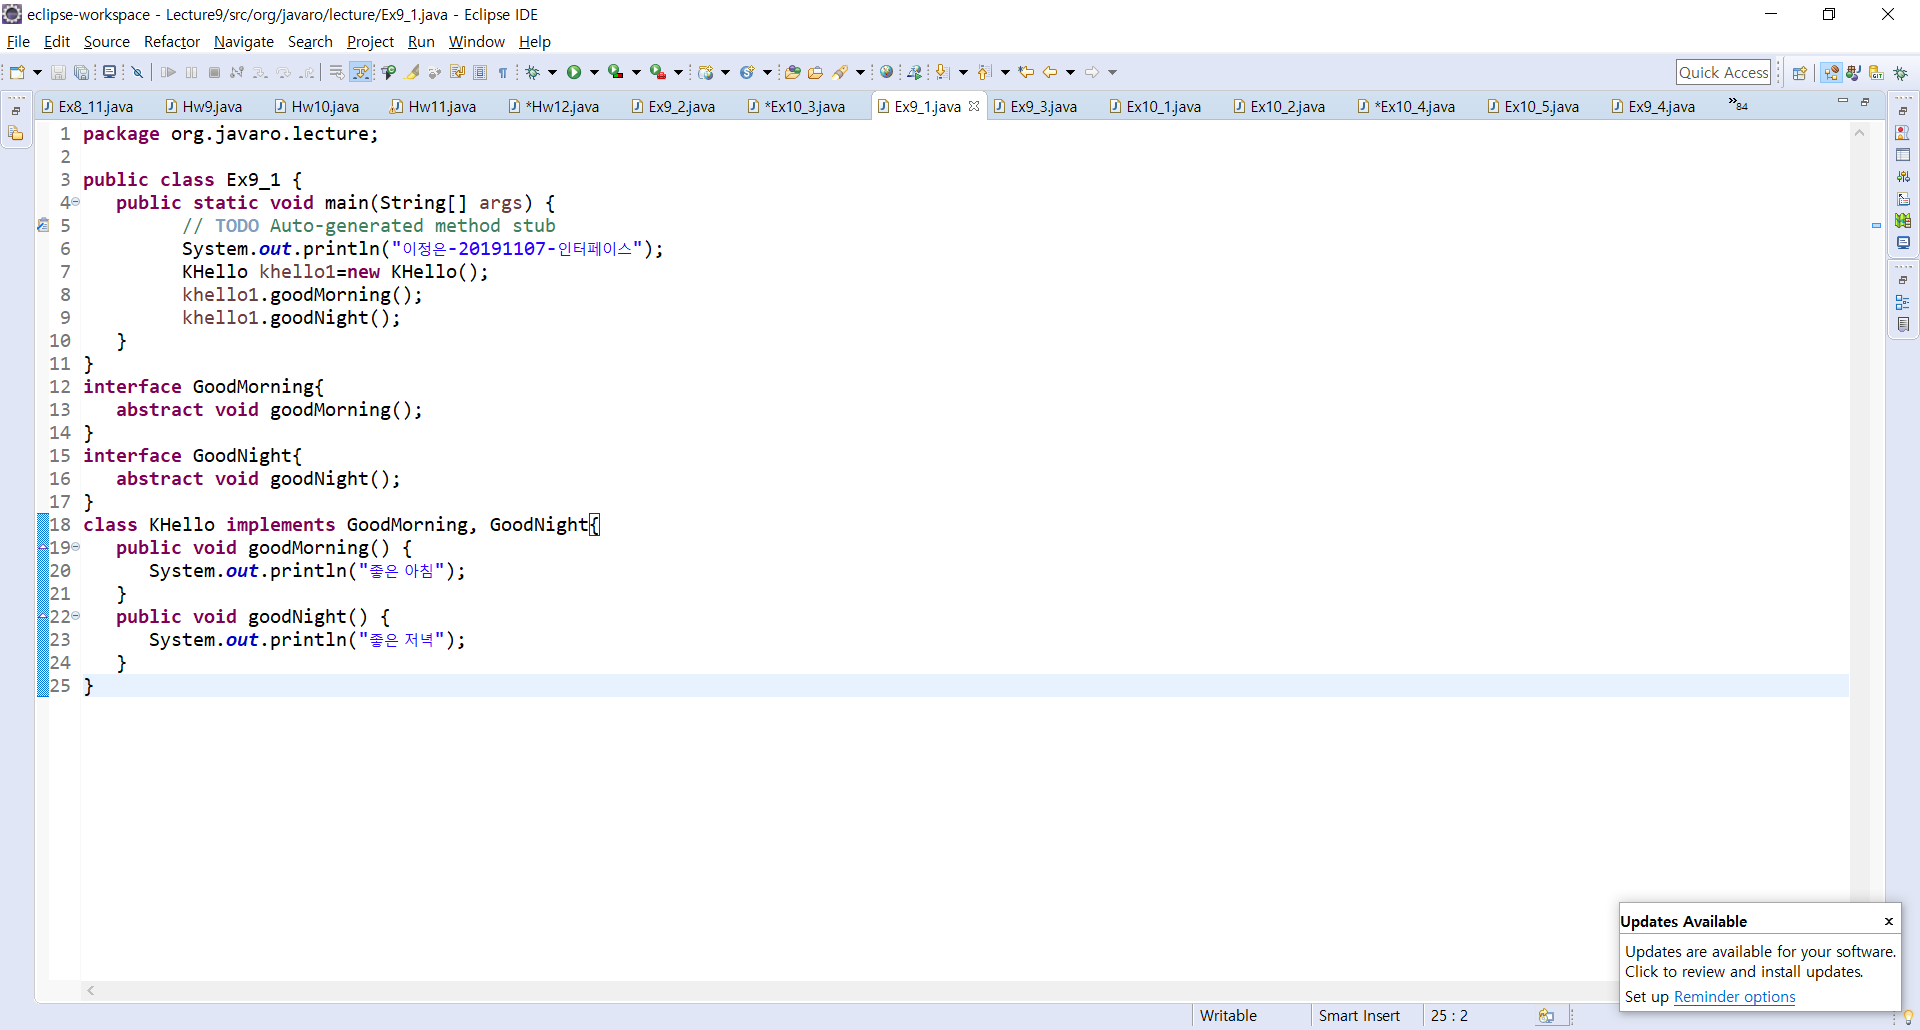 eclipse-workspace - Lecture9/src/org/javaro/lecture/Ex9_1.java - Eclipse IDE
File Edit Source Refactor Navigate Search Project Run Window Help
Quick Access
Ex8_11.java Hw9.java Hw10.java Hw11.java *Hw12.java Ex9_2.java *Ex10_3.java Ex9_1.java Ex9_3.java Ex10_1.java Ex10_2.java *Ex10_4.java Ex10_5.java Ex9_4.java »84
1 package org.javaro.lecture;
2
3 public class Ex9_1 {
4 public static void main(String[] args) {
5 // TODO Auto-generated method stub
6 System.out.println("이정은-20191107-인터페이스");
7 KHello khello1=new KHello();
8 khello1.goodMorning();
9 khello1.goodNight();
10 }
11 }
12 interface GoodMorning{
13 abstract void goodMorning();
14 }
15 interface GoodNight{
16 abstract void goodNight();
17 }
18 class KHello implements GoodMorning, GoodNight{
19 public void goodMorning() {
20 System.out.println("좋은 아침");
21 }
22 public void goodNight() {
23 System.out.println("좋은 저녁");
24 }
25 }
Updates Available
Updates are available for your software.
Click to review and install updates.
Set up Reminder options
Writable Smart Insert 25 : 2